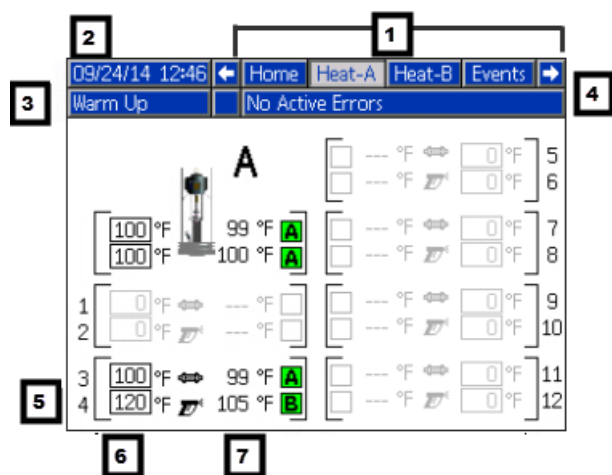 1
2
09/24/14 12:46 Home Heat-A Heat-B Events
3 Warm Up No Active Errors 4
A
--- °F 0 °F 5
--- °F 0 °F 6
100 °F 99 °F A --- °F 0 °F 7
100 °F 100 °F A --- °F 0 °F 8
1 0 °F --- °F --- °F 0 °F 9
2 0 °F --- °F --- °F 0 °F 10
3 100 °F 99 °F A --- °F 0 °F 11
5 4 120 °F 105 °F B --- °F 0 °F 12
6 7